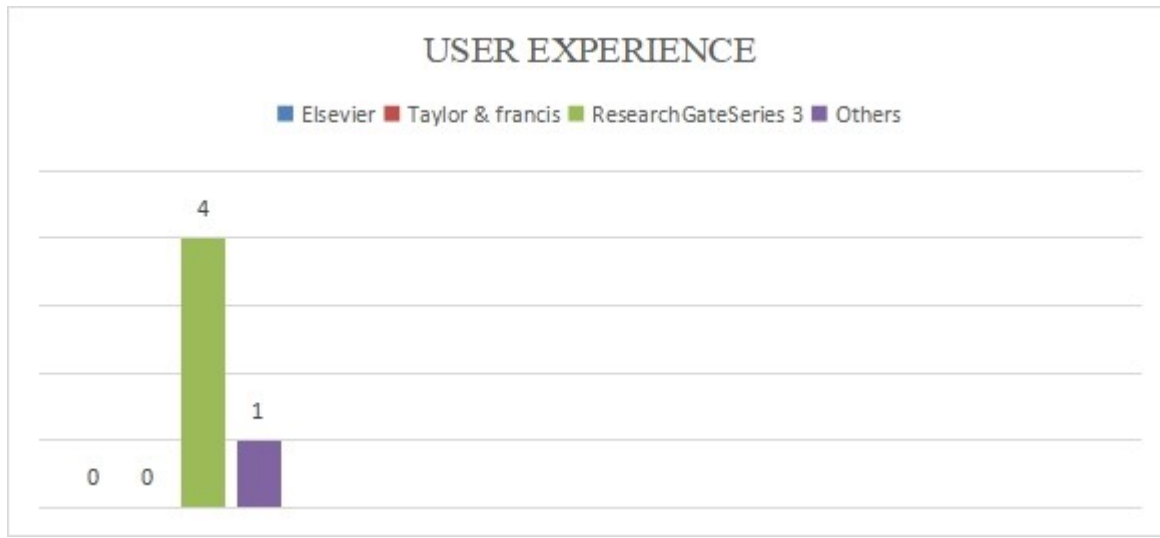 USER EXPERIENCE
Elsevier Taylor & francis ResearchGateSeries 3 Others
4
1
0 0